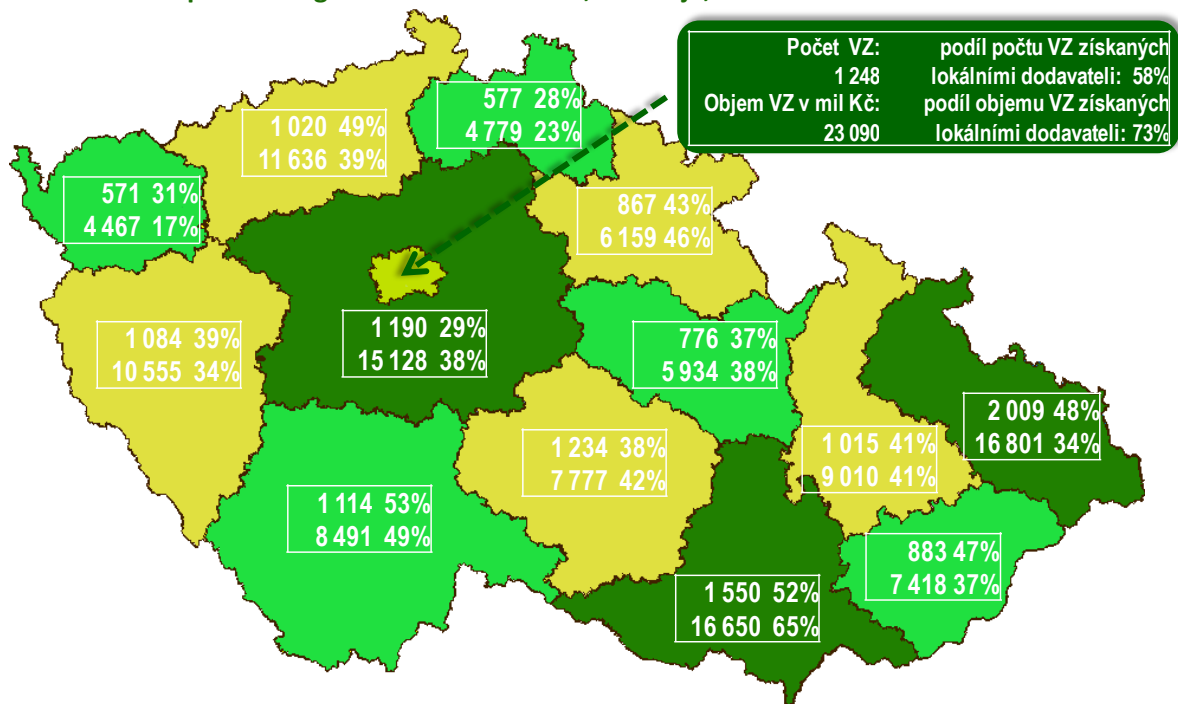 Počet VZ: podíl počtu VZ získaných
1 248 lokálními dodavateli: 58%
Objem VZ v mil Kč: podíl objemu VZ získaných
23 090 lokálními dodavateli: 73%
577 28%
4 779 23%
1 020 49%
11 636 39%
571 31%
4 467 17%
867 43%
6 159 46%
1 084 39%
10 555 34%
1 190 29%
15 128 38%
776 37%
5 934 38%
2 009 48%
16 801 34%
1 234 38%
7 777 42%
1 015 41%
9 010 41%
1 114 53%
8 491 49%
883 47%
7 418 37%
1 550 52%
16 650 65%